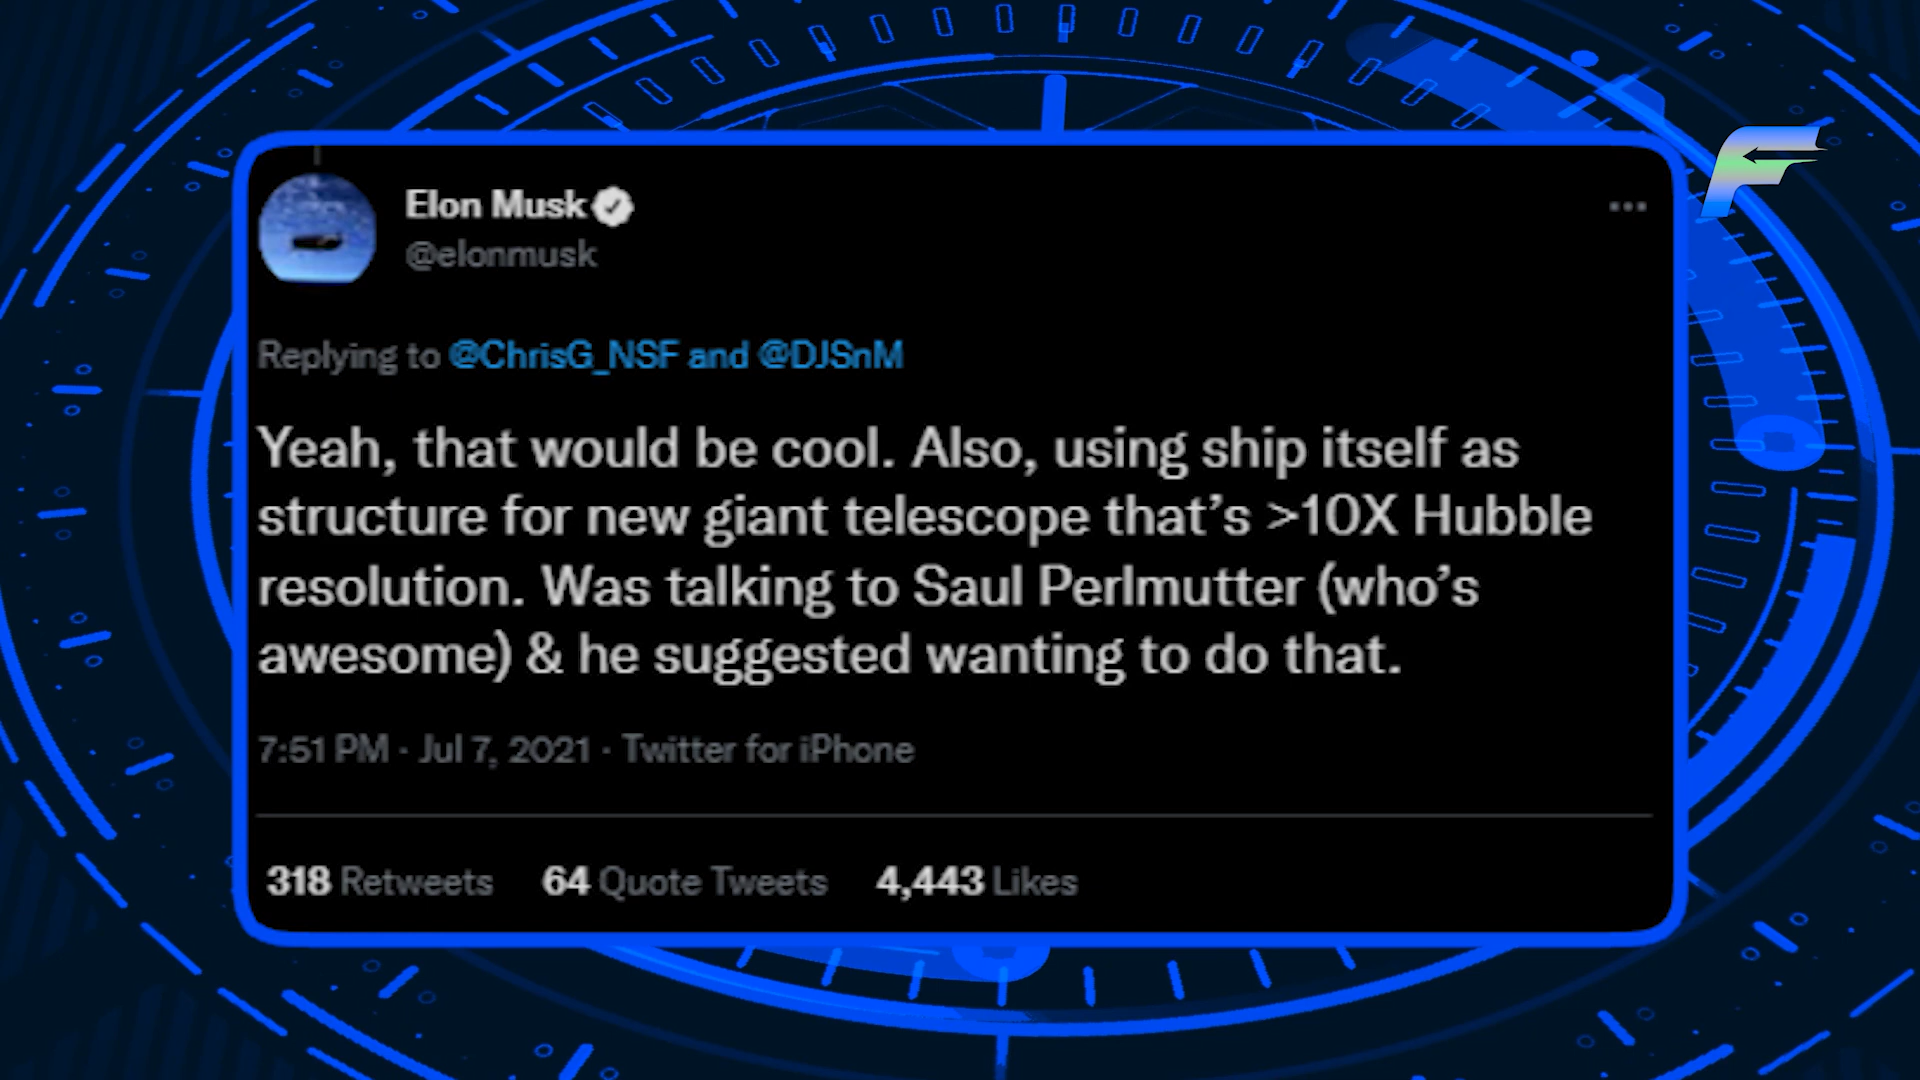 Elon Musk
@elonmusk
Replying to @ChrisG_NSF and @DJSnM
Yeah, that would be cool. Also, using ship itself as
structure for new giant telescope that’s >10X Hubble
resolution. Was talking to Saul Perlmutter (who’s
awesome) & he suggested wanting to do that.
7:51 PM · Jul 7, 2021 · Twitter for iPhone
318 Retweets 64 Quote Tweets 4,443 Likes